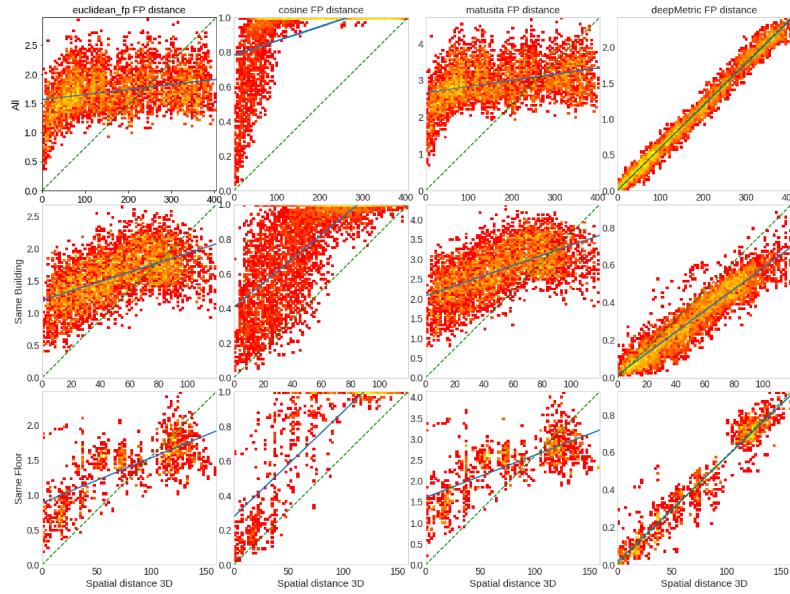 euclidean_fp FP distance
cosine FP distance
matusita FP distance
deepMetric FP distance
All
0.0 0.5 1.0 1.5 2.0 2.5
0.0 0.2 0.4 0.6 0.8 1.0
0 1 2 3 4
0.0 0.5 1.0 1.5 2.0
0 100 200 300 400
0 100 200 300 400
0 100 200 300 400
0 100 200 300 400
Same Building
0.0 0.5 1.0 1.5 2.0 2.5
0.0 0.2 0.4 0.6 0.8 1.0
0.0 0.5 1.0 1.5 2.0 2.5 3.0 3.5 4.0
0.0 0.2 0.4 0.6 0.8
0 20 40 60 80 100
0 20 40 60 80 100 120
0 20 40 60 80 100
0 20 40 60 80 100
Same Floor
0.0 0.5 1.0 1.5 2.0
0.0 0.2 0.4 0.6 0.8 1.0
0.0 0.5 1.0 1.5 2.0 2.5 3.0 3.5 4.0
0.0 0.2 0.4 0.6 0.8
0 50 100 150
0 50 100 150
0 50 100 150
0 50 100 150
Spatial distance 3D
Spatial distance 3D
Spatial distance 3D
Spatial distance 3D